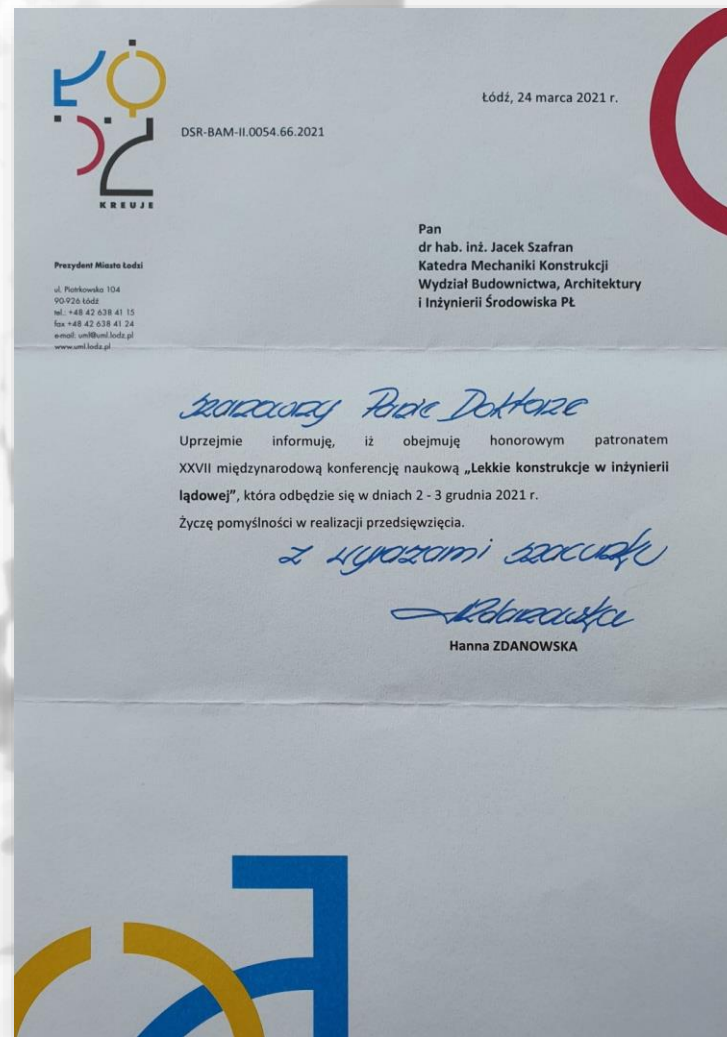 ŁÓDŹ
KREUJE
Łódź, 24 marca 2021 r.
DSR-BAM-II.0054.66.2021
Pan
dr hab. inż. Jacek Szafran
Katedra Mechaniki Konstrukcji
Wydział Budownictwa, Architektury
i Inżynierii Środowiska PŁ
Prezydent Miasta Łodzi
ul. Piotrkowska 104
90-926 Łódź
tel.: +48 42 638 41 15
fax +48 42 638 41 24
e-mail: uml@uml.lodz.pl
www.uml.lodz.pl
Szanowny Panie Doktorze
Uprzejmie informuję, iż obejmuję honorowym patronatem
XXVII międzynarodową konferencję naukową „Lekkie konstrukcje w inżynierii
lądowej”, która odbędzie się w dniach 2 - 3 grudnia 2021 r.
Życzę pomyślności w realizacji przedsięwzięcia.
z wyrazami szacunku
HZdanowska
Hanna ZDANOWSKA